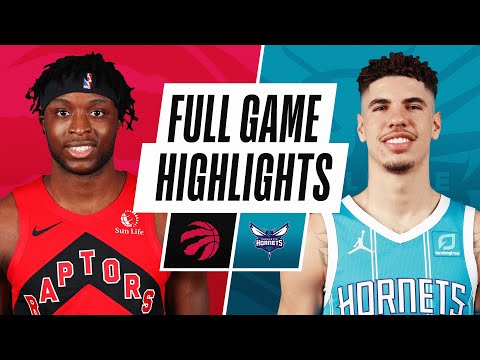 FULL GAME
HIGHLIGHTS
Sun Life
RAPTORS
HORNETS
HORNETS